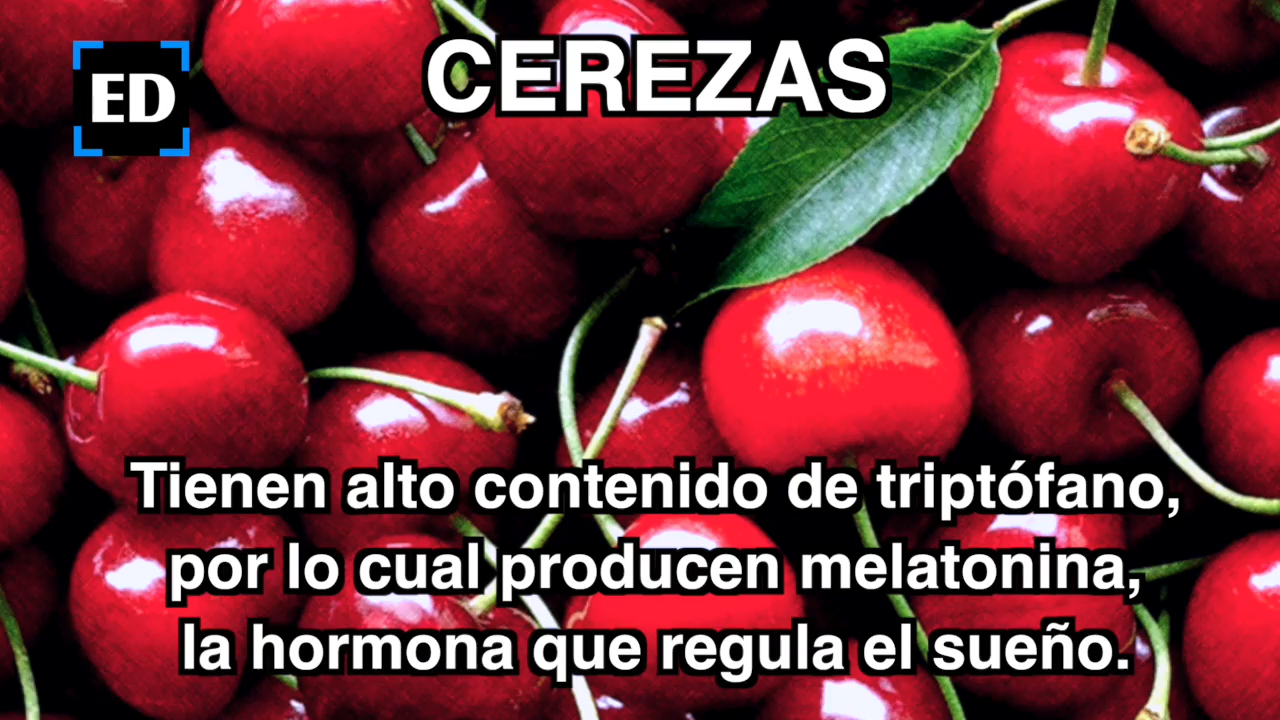 ED
CEREZAS
Tienen alto contenido de triptófano,
por lo cual producen melatonina,
la hormona que regula el sueño.